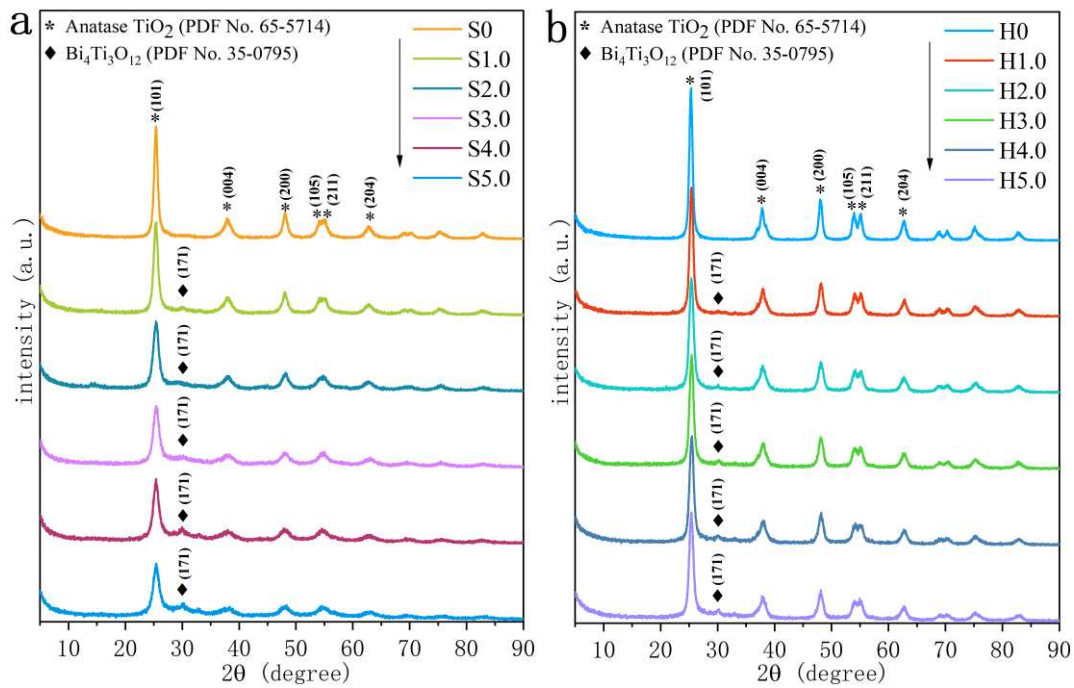 a
* Anatase TiO₂ (PDF No. 65-5714)
♦ Bi₄Ti₃O₁₂ (PDF No. 35-0795)
S0
S1.0
S2.0
S3.0
S4.0
S5.0
* (101)
* (004)
* (200)
* (105)
* (211)
* (204)
♦ (171)
♦ (171)
♦ (171)
♦ (171)
♦ (171)
intensity (a.u.)
10 20 30 40 50 60 70 80 90
2θ (degree)
b
* Anatase TiO₂ (PDF No. 65-5714)
♦ Bi₄Ti₃O₁₂ (PDF No. 35-0795)
H0
H1.0
H2.0
H3.0
H4.0
H5.0
* (101)
* (004)
* (200)
* (105)
* (211)
* (204)
♦ (171)
♦ (171)
♦ (171)
♦ (171)
♦ (171)
intensity (a.u.)
10 20 30 40 50 60 70 80 90
2θ (degree)